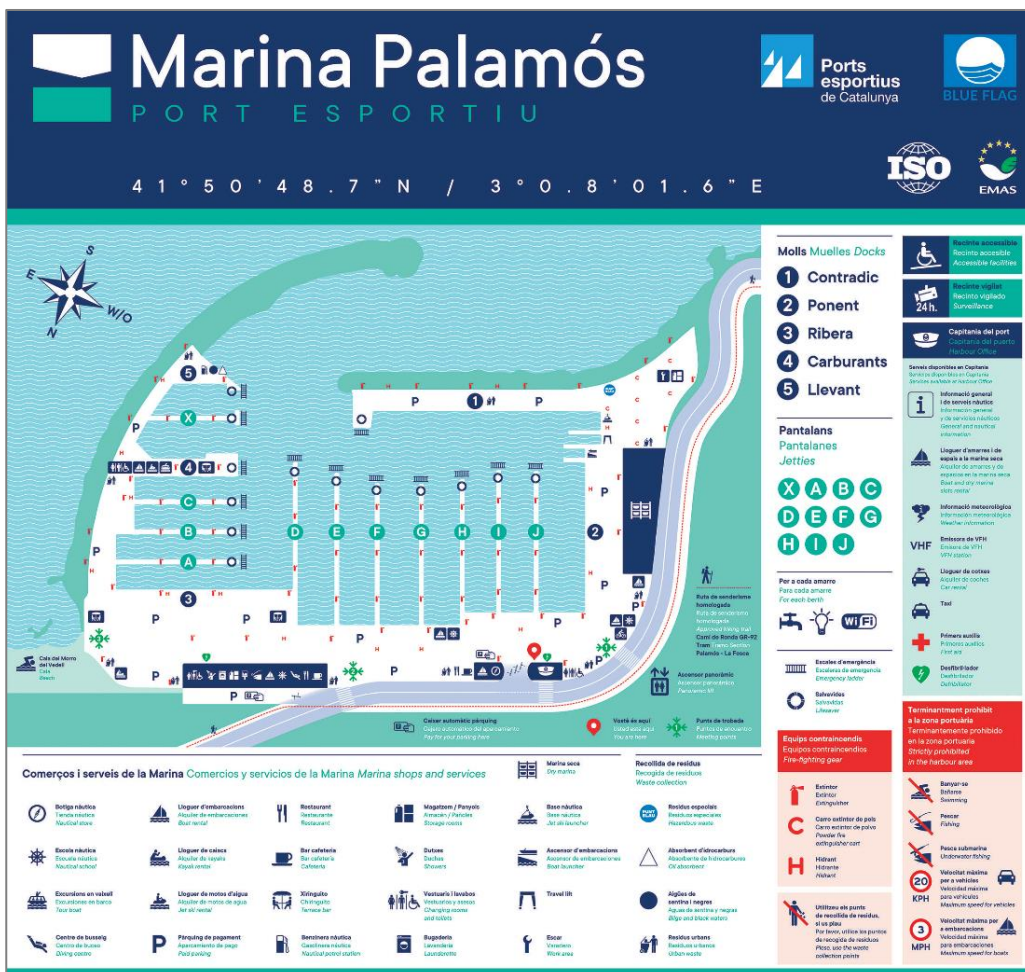 Marina Palamós
PORT ESPORTIU
Ports
esportius
de Catalunya
BLUE FLAG
ISO
EMAS
41°50'48.7"N / 3°0.8'01.6"E
S
E
W/O
N
Molls Muelles Docks
1 Contradic
2 Ponent
3 Ribera
4 Carburants
5 Llevant
Pantalans
Pantalanes
Jetties
X A B C
D E F G
H I J
Per a cada amarre
Para cada amarre
For each berth
WiFi
Escales d'emergència
Escaleras de emergencia
Emergency ladder
Salvavides
Salvavidas
Lifesaver
Equips contraincendis
Equipos contraincendios
Fire-fighting gear
Extintor
Extintor
Extinguisher
C
Carro extintor de pols
Carro extintor de polvo
Powder fire
extinguisher cart
H
Hidrant
Hidrante
Hidrant
Utilitzeu els punts
de recollida de residus,
si us plau
Por favor, utilice los puntos
de recogida de residuos
Please, use the waste
collection points
Recinte accessible
Recinto accesible
Accessible facilities
24 h.
Recinte vigilat
Recinto vigilado
Surveillance
Capitania del port
Capitanía del puerto
Harbour Office
Serveis disponibles en Capitania
Servicios disponibles en Capitanía
Services available at Harbour Office
i
Informació general
i de serveis nàutics
Información general
y de servicios náuticos
General and nautical
information
Lloguer d'amarres i de
espais a la marina seca
Alquiler de amarres y de
espacios en la marina seca
Boat and dry marina
slots rental
Informació meteorològica
Información meteorológica
Weather information
VHF
Emissora de VFH
Emisora de VFH
VFH station
Lloguer de cotxes
Alquiler de coches
Car rental
Taxi
Primers auxilis
Primeros auxilios
First aid
Desfibril·lador
Desfibrilador
Defibrillator
Terminantment prohibit
a la zona portuària
Terminantemente prohibido
en la zona portuaria
Strictly prohibited
in the harbour area
Banyar-se
Bañarse
Swimming
Pescar
Fishing
Pesca submarina
Underwater fishing
20
KPH
Velocitat màxima
per a vehicles
Velocidad máxima
para vehículos
Maximum speed for vehicles
3
MPH
Velocitat màxima per
a embarcacions
Velocidad máxima
para embarcaciones
Maximum speed for boats
Ruta de senderisme
homologada
Ruta de senderismo
homologada
Camí de Ronda GR-92
Palamós - La Fosca
Ascensor panoràmic
Ascensor panorámico
Panoramic lift
Cala del Morro
del Vedell
Cala
Beach
Caixer automàtic pàrquing
Cajero automático del aparcamiento
Pay for your parking here
Vostè és aquí
Usted está aquí
You are here
Punts de trobada
Puntos de encuentro
Meeting points
Comerços i serveis de la Marina Comercios y servicios de la Marina Marina shops and services
Botiga nàutica
Tienda náutica
Nautical store
Escola nàutica
Escuela náutica
Nautical school
Excursions en vaixell
Excursiones en barco
Tour boat
Centre de busseig
Centro de buceo
Diving centre
Lloguer d'embarcacions
Alquiler de embarcaciones
Boat rental
Lloguer de caiacs
Alquiler de kayaks
Kayak rental
Lloguer de motos d'aigua
Alquiler de motos de agua
Jet ski rental
P
Pàrquing de pagament
Aparcamiento de pago
Paid parking
Restaurant
Restaurante
Restaurant
Bar cafeteria
Bar cafetería
Cafeteria
Xiringuito
Chiringuito
Terrace bar
Benzinera nàutica
Gasolinera náutica
Nautical petrol station
Magatzem / Panyols
Almacén / Pañoles
Storage rooms
Dutxes
Duchas
Showers
Vestuaris i lavabos
Vestuarios y aseos
Changing rooms
and toilets
Bugaderia
Lavandería
Launderette
Marina seca
Dry marina
Base nàutica
Base náutica
Jet ski launcher
Ascensor d'embarcacions
Ascensor de embarcaciones
Boat launcher
Travel lift
Escar
Varadero
Work area
Recollida de residus
Recogida de residuos
Waste collection
PUNT
BLAU
Residus especials
Residuos especiales
Hazardous waste
Absorbent d'hidrocarburs
Absorbente de hidrocarburos
Oil absorbent
Aigües de
sentina i negres
Aguas de sentina y negras
Bilge and black waters
Residus urbans
Residuos urbanos
Urban waste